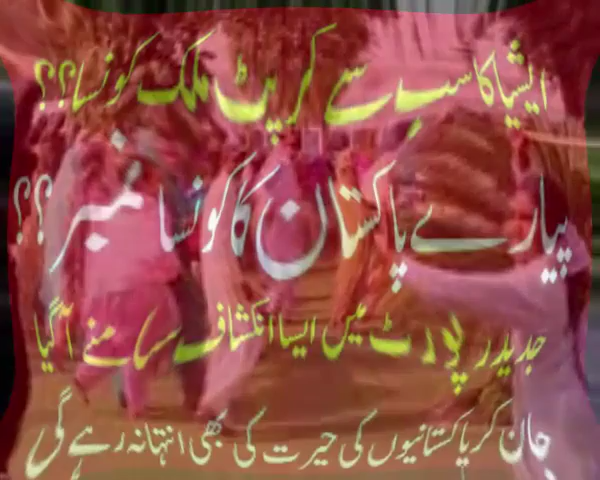 ایشیا کا سب سے کرپٹ ملک کونسا؟؟
پیارے پاکستان کا کونسا نمبر؟؟
جدید رپورٹ میں ایسا انکشاف سامنے آگیا
جان کر پاکستانیوں کی حیرت کی بھی انتہا نہ رہے گی